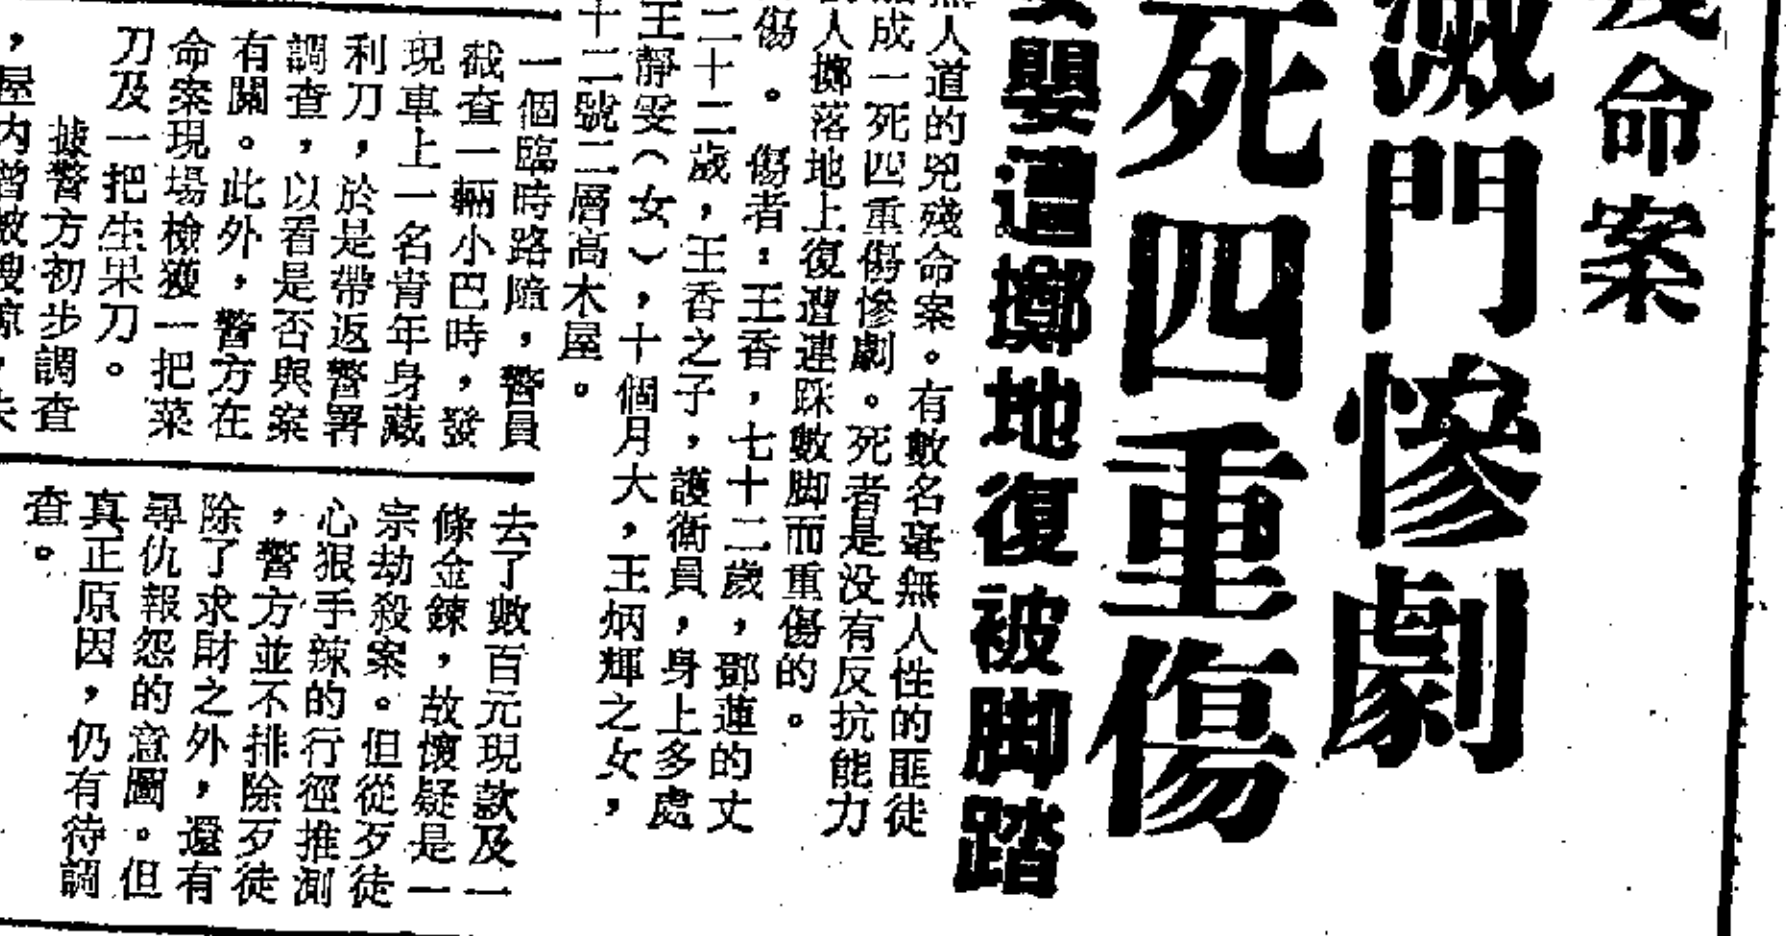 命案
滅門慘劇
死四重傷
嬰遭擲地復被脚踏
無人道的兇殘命案。有數名毫無人性的匪徒
成一死四重傷慘劇。死者是没有反抗能力
人擲落地上復遭連踩數脚而重傷的。
傷。傷者：王香，七十二歲，鄧蓮的丈
二十二歲，王香之子，護衛員，身上多處
王靜雯（女），十個月大，王炳輝之女，
十二號二層高木屋。
一個臨時路障，警員
截查一輛小巴時，發
現車上一名青年身藏
利刀，於是帶返警署
調查，以看是否與案
有關。此外，警方在
命案現場檢獲一把菜
刀及一把生果刀。
據警方初步調查
，屋内曾被搜掠，失
去了數百元現款及一
條金鍊，故懷疑是一
宗劫殺案。但從歹徒
心狠手辣的行徑推測
，警方並不排除歹徒
除了求財之外，還有
尋仇報怨的意圖。但
真正原因，仍有待調
查。